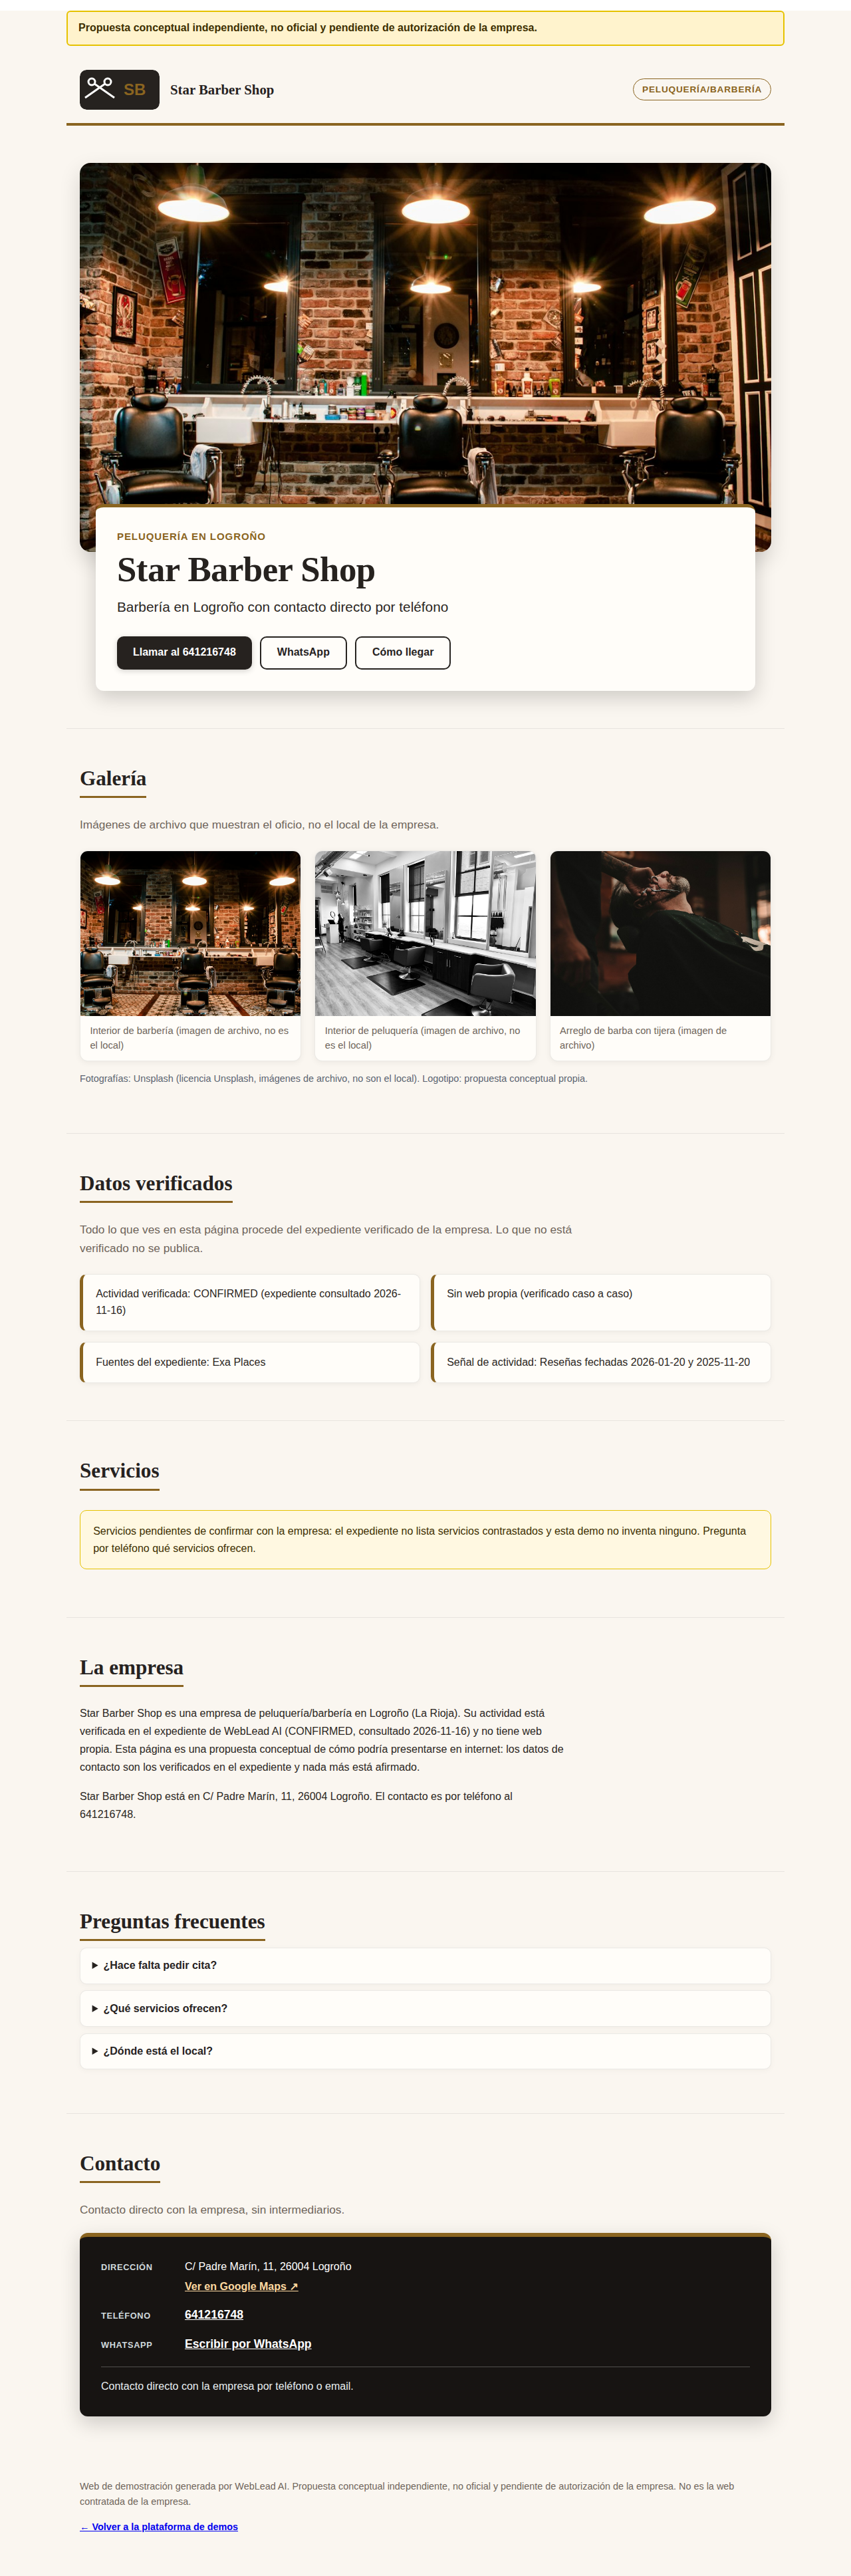 Propuesta conceptual independiente, no oficial y pendiente de autorización de la empresa.
SB
Star Barber Shop
PELUQUERÍA/BARBERÍA
PELUQUERÍA EN LOGROÑO
Star Barber Shop
Barbería en Logroño con contacto directo por teléfono
Llamar al 641216748
WhatsApp
Cómo llegar
Galería
Imágenes de archivo que muestran el oficio, no el local de la empresa.
Interior de barbería (imagen de archivo, no es
el local)
Interior de peluquería (imagen de archivo, no
es el local)
Arreglo de barba con tijera (imagen de
archivo)
Fotografías: Unsplash (licencia Unsplash, imágenes de archivo, no son el local). Logotipo: propuesta conceptual propia.
Datos verificados
Todo lo que ves en esta página procede del expediente verificado de la empresa. Lo que no está
verificado no se publica.
Actividad verificada: CONFIRMED (expediente consultado 2026-
11-16)
Sin web propia (verificado caso a caso)
Fuentes del expediente: Exa Places
Señal de actividad: Reseñas fechadas 2026-01-20 y 2025-11-20
Servicios
Servicios pendientes de confirmar con la empresa: el expediente no lista servicios contrastados y esta demo no inventa ninguno. Pregunta
por teléfono qué servicios ofrecen.
La empresa
Star Barber Shop es una empresa de peluquería/barbería en Logroño (La Rioja). Su actividad está
verificada en el expediente de WebLead AI (CONFIRMED, consultado 2026-11-16) y no tiene web
propia. Esta página es una propuesta conceptual de cómo podría presentarse en internet: los datos de
contacto son los verificados en el expediente y nada más está afirmado.
Star Barber Shop está en C/ Padre Marín, 11, 26004 Logroño. El contacto es por teléfono al
641216748.
Preguntas frecuentes
▶ ¿Hace falta pedir cita?
▶ ¿Qué servicios ofrecen?
▶ ¿Dónde está el local?
Contacto
Contacto directo con la empresa, sin intermediarios.
DIRECCIÓN
C/ Padre Marín, 11, 26004 Logroño
Ver en Google Maps ↗
TELÉFONO
641216748
WHATSAPP
Escribir por WhatsApp
Contacto directo con la empresa por teléfono o email.
Web de demostración generada por WebLead AI. Propuesta conceptual independiente, no oficial y pendiente de autorización de la empresa. No es la web
contratada de la empresa.
← Volver a la plataforma de demos